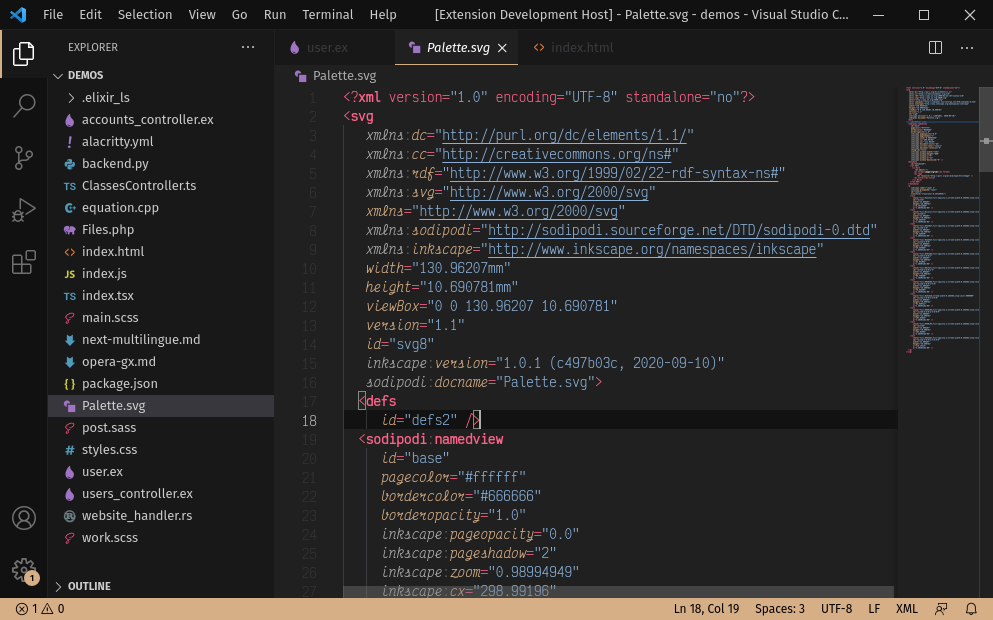 File Edit Selection View Go Run Terminal Help [Extension Development Host] - Palette.svg - demos - Visual Studio C...
EXPLORER
user.ex
Palette.svg
index.html
DEMOS
.elixir_ls
accounts_controller.ex
! alacritty.yml
backend.py
TS ClassesController.ts
equation.cpp
Files.php
<> index.html
JS index.js
TS index.tsx
main.scss
next-multilingue.md
opera-gx.md
{} package.json
Palette.svg
post.sass
# styles.css
user.ex
users_controller.ex
website_handler.rs
work.scss
OUTLINE
1
Palette.svg
1 <?xml version="1.0" encoding="UTF-8" standalone="no"?>
2 <svg
3 xmlns:dc="http://purl.org/dc/elements/1.1/"
4 xmlns:cc="http://creativecommons.org/ns#"
5 xmlns:rdf="http://www.w3.org/1999/02/22-rdf-syntax-ns#"
6 xmlns:svg="http://www.w3.org/2000/svg"
7 xmlns="http://www.w3.org/2000/svg"
8 xmlns:sodipodi="http://sodipodi.sourceforge.net/DTD/sodipodi-0.dtd"
9 xmlns:inkscape="http://www.inkscape.org/namespaces/inkscape"
10 width="130.96207mm"
11 height="10.690781mm"
12 viewBox="0 0 130.96207 10.690781"
13 version="1.1"
14 id="svg8"
15 inkscape:version="1.0.1 (c497b03c, 2020-09-10)"
16 sodipodi:docname="Palette.svg">
17 <defs
18 id="defs2" />
19 <sodipodi:namedview
20 id="base"
21 pagecolor="#ffffff"
22 bordercolor="#666666"
23 borderopacity="1.0"
24 inkscape:pageopacity="0.0"
25 inkscape:pageshadow="2"
26 inkscape:zoom="0.98994949"
27 inkscape:cx="298.99196"
1 0 Ln 18, Col 19 Spaces: 3 UTF-8 LF XML